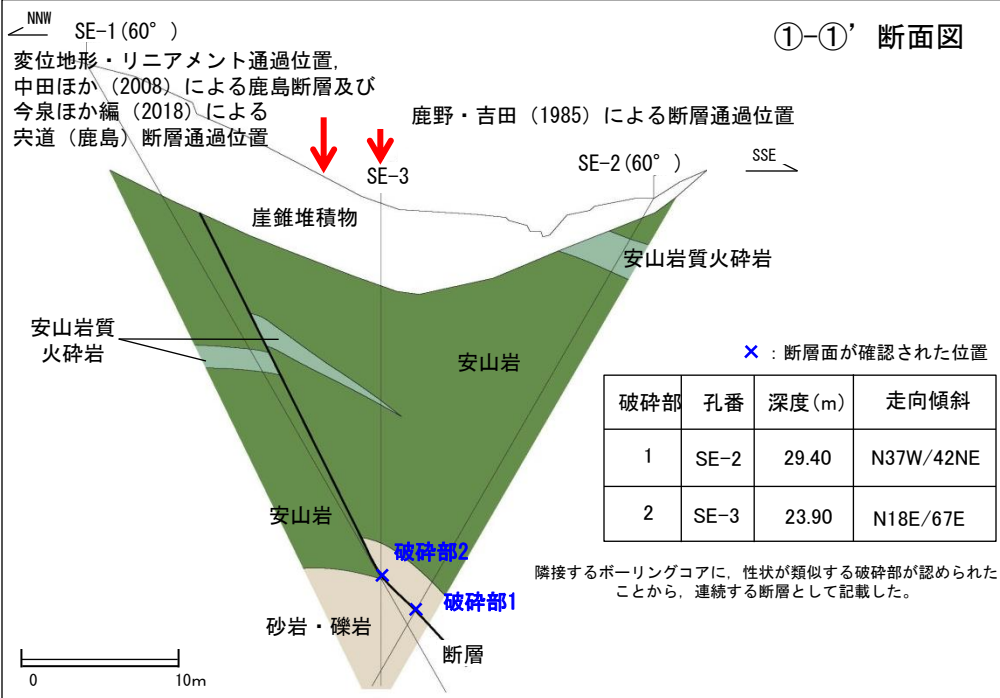 NNW
SE-1(60°)
①-①’ 断面図
変位地形・リニアメント通過位置,
中田ほか（2008）による鹿島断層及び
今泉ほか編（2018）による
宍道（鹿島）断層通過位置
鹿野・吉田（1985）による断層通過位置
SE-3
SE-2(60°)
SSE
崖錐堆積物
安山岩質火砕岩
安山岩質
火砕岩
安山岩
×：断層面が確認された位置
破砕部 孔番 深度(m) 走向傾斜
1 SE-2 29.40 N37W/42NE
2 SE-3 23.90 N18E/67E
安山岩
破砕部2
破砕部1
隣接するボーリングコアに，性状が類似する破砕部が認められた
ことから，連続する断層として記載した。
砂岩・礫岩
断層
0 10m